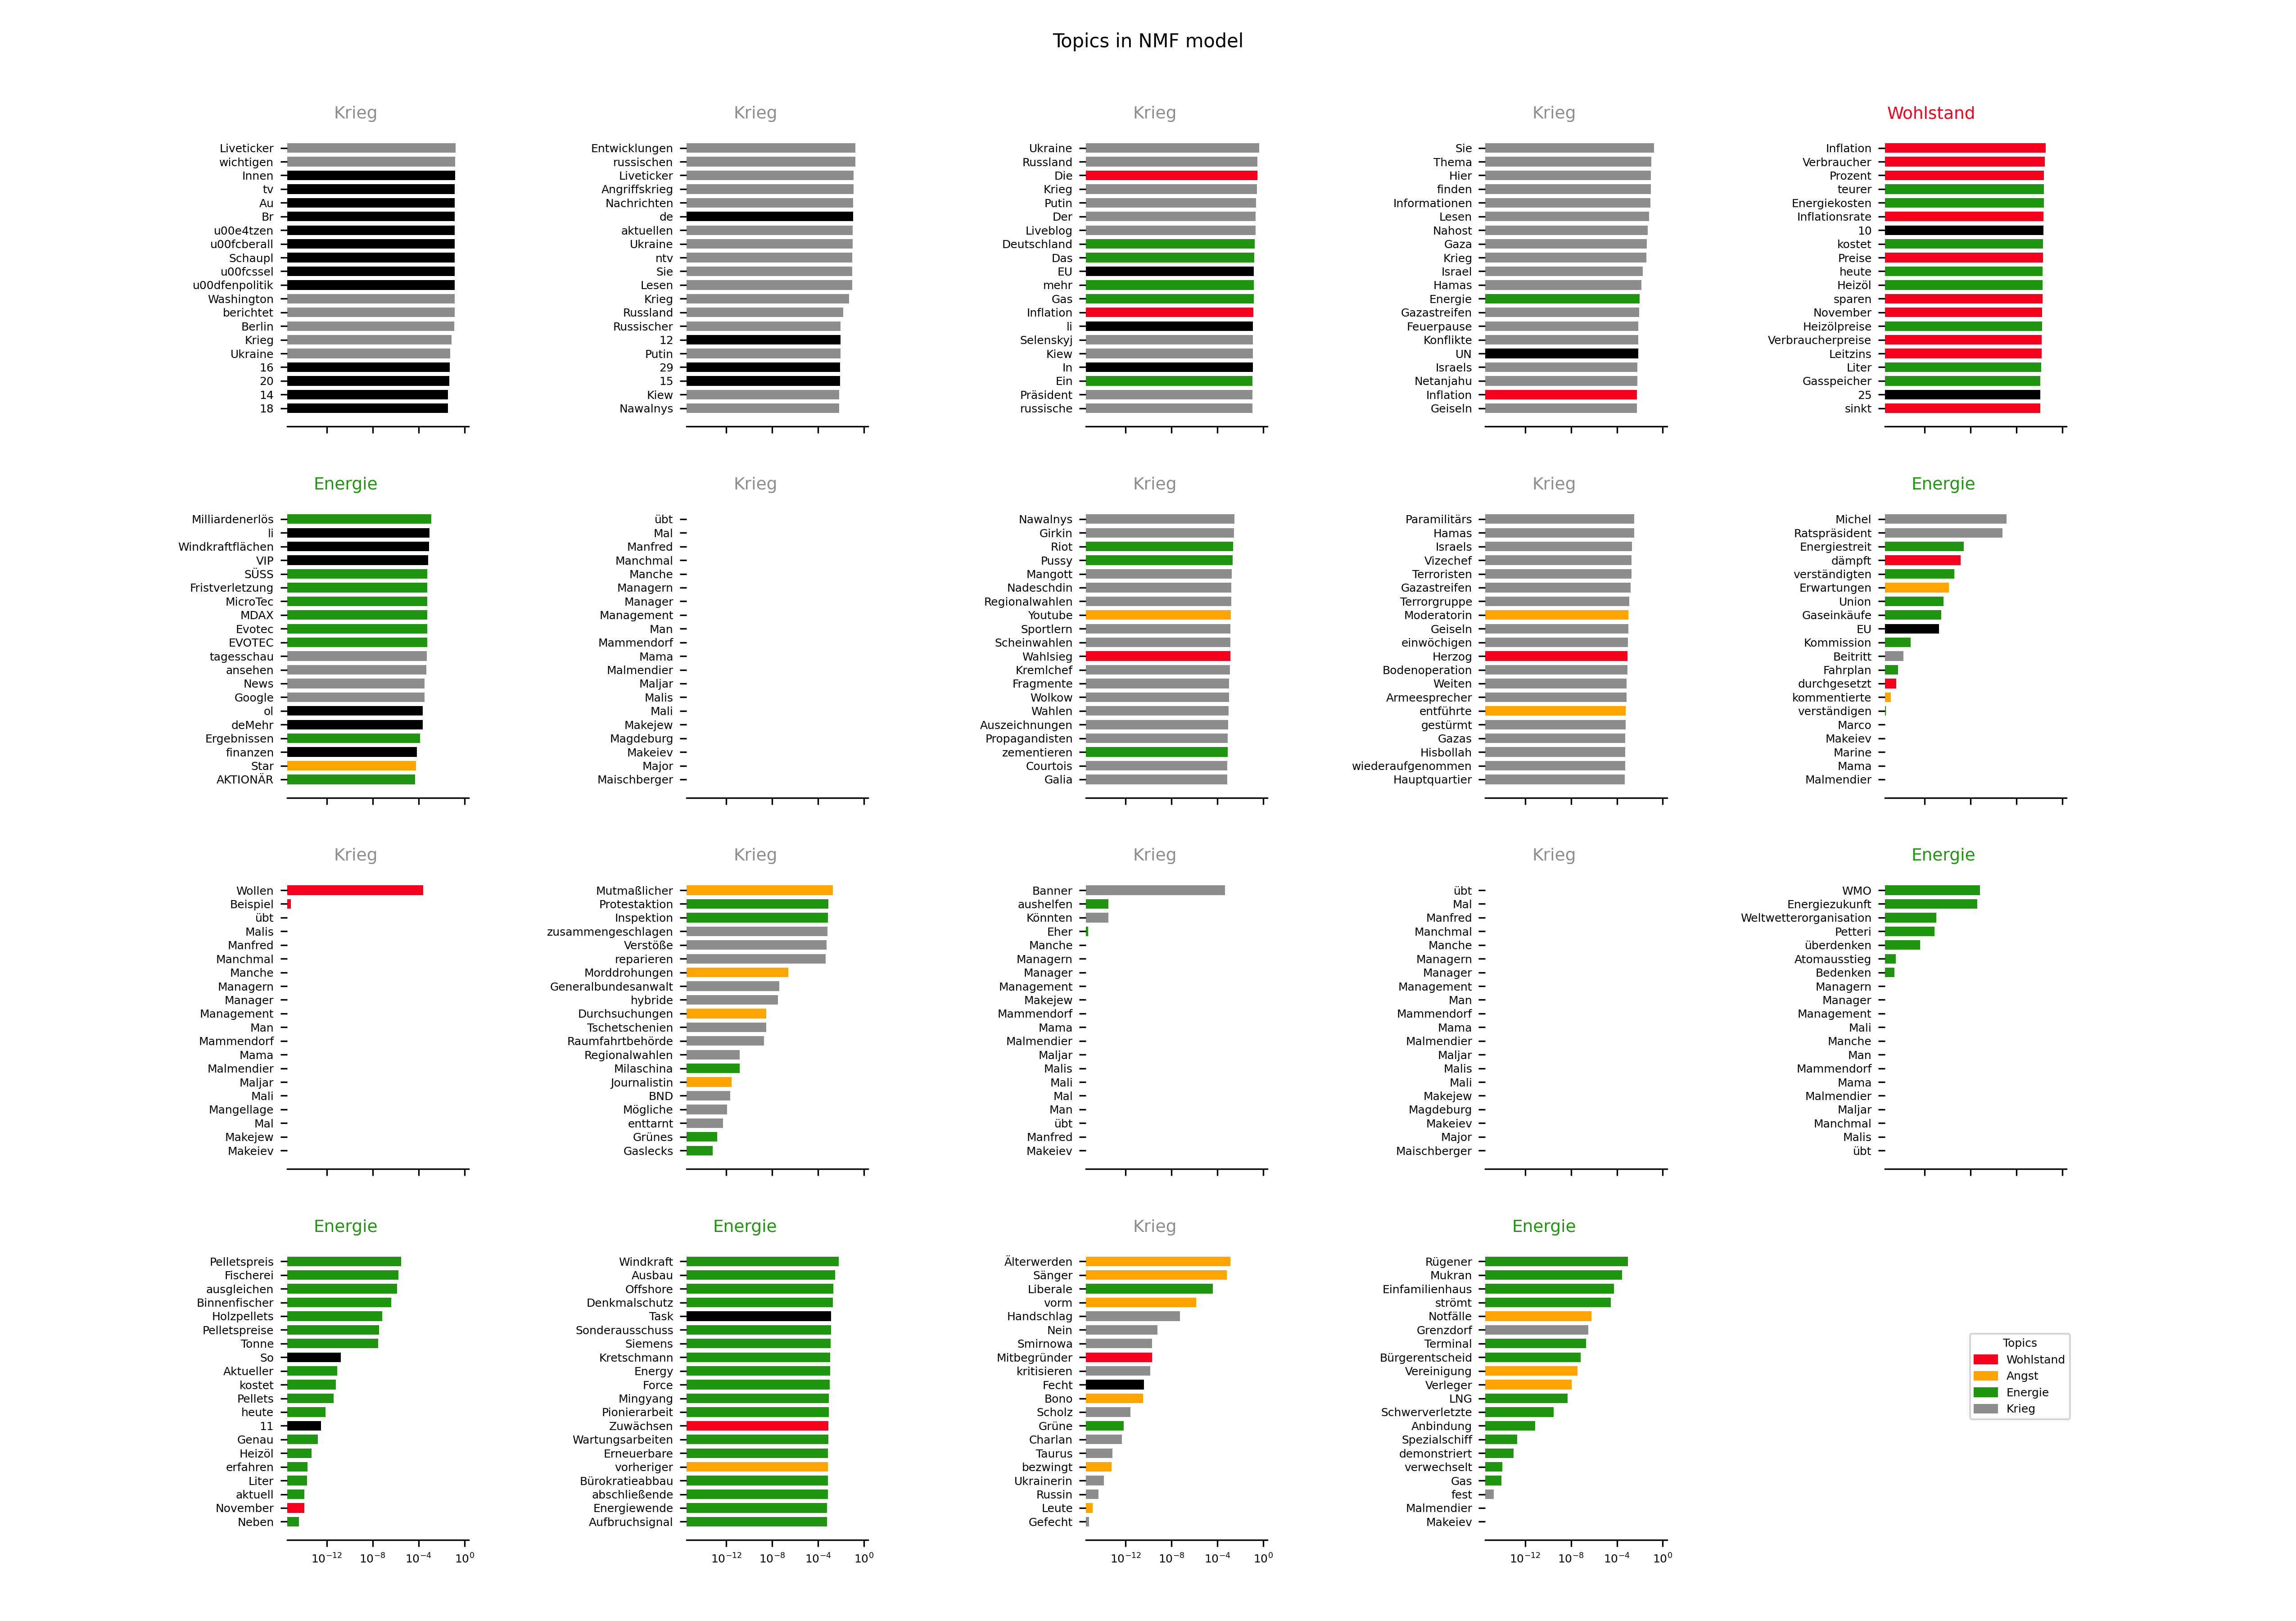 Topics in NMF model
Krieg
Liveticker
wichtigen
Innen
tv
Au
Br
u00e4tzen
u00fcberall
Schaupl
u00fcssel
u00dfenpolitik
Washington
berichtet
Berlin
Krieg
Ukraine
16
20
14
18
Krieg
Entwicklungen
russischen
Liveticker
Angriffskrieg
Nachrichten
de
aktuellen
Ukraine
ntv
Sie
Lesen
Krieg
Russland
Russischer
12
Putin
29
15
Kiew
Nawalnys
Krieg
Ukraine
Russland
Die
Krieg
Putin
Der
Liveblog
Deutschland
Das
EU
mehr
Gas
Inflation
li
Selenskyj
Kiew
In
Ein
Präsident
russische
Krieg
Sie
Thema
Hier
finden
Informationen
Lesen
Nahost
Gaza
Krieg
Israel
Hamas
Energie
Gazastreifen
Feuerpause
Konflikte
UN
Israels
Netanjahu
Inflation
Geiseln
Wohlstand
Inflation
Verbraucher
Prozent
teurer
Energiekosten
Inflationsrate
10
kostet
Preise
heute
Heizöl
sparen
November
Heizölpreise
Verbraucherpreise
Leitzins
Liter
Gasspeicher
25
sinkt
Energie
Milliardenerlös
li
Windkraftflächen
VIP
SÜSS
Fristverletzung
MicroTec
MDAX
Evotec
EVOTEC
tagesschau
ansehen
News
Google
ol
deMehr
Ergebnissen
finanzen
Star
AKTIONÄR
Krieg
übt
Mal
Manfred
Manchmal
Manche
Managern
Manager
Management
Man
Mammendorf
Mama
Malmendier
Maljar
Malis
Mali
Makejew
Magdeburg
Makeiev
Major
Maischberger
Krieg
Nawalnys
Girkin
Riot
Pussy
Mangott
Nadeschdin
Regionalwahlen
Youtube
Sportlern
Scheinwahlen
Wahlsieg
Kremlchef
Fragmente
Wolkow
Wahlen
Auszeichnungen
Propagandisten
zementieren
Courtois
Galia
Krieg
Paramilitärs
Hamas
Israels
Vizechef
Terroristen
Gazastreifen
Terrorgruppe
Moderatorin
Geiseln
einwöchigen
Herzog
Bodenoperation
Weiten
Armeesprecher
entführte
gestürmt
Gazas
Hisbollah
wiederaufgenommen
Hauptquartier
Energie
Michel
Ratspräsident
Energiestreit
dämpft
verständigten
Erwartungen
Union
Gaseinkäufe
EU
Kommission
Beitritt
Fahrplan
durchgesetzt
kommentierte
verständigen
Marco
Makeiev
Marine
Mama
Malmendier
Krieg
Wollen
Beispiel
übt
Malis
Manfred
Manchmal
Manche
Managern
Manager
Management
Man
Mammendorf
Mama
Malmendier
Maljar
Mali
Mangellage
Mal
Makejew
Makeiev
Krieg
Mutmaßlicher
Protestaktion
Inspektion
zusammengeschlagen
Verstöße
reparieren
Morddrohungen
Generalbundesanwalt
hybride
Durchsuchungen
Tschetschenien
Raumfahrtbehörde
Regionalwahlen
Milaschina
Journalistin
BND
Mögliche
enttarnt
Grünes
Gaslecks
Krieg
Banner
aushelfen
Könnten
Eher
Manche
Managern
Manager
Management
Makejew
Mammendorf
Mama
Malmendier
Maljar
Malis
Mali
Mal
Man
übt
Manfred
Makeiev
Krieg
übt
Mal
Manfred
Manchmal
Manche
Managern
Manager
Management
Man
Mammendorf
Mama
Malmendier
Maljar
Malis
Mali
Makejew
Magdeburg
Makeiev
Major
Maischberger
Energie
WMO
Energiezukunft
Weltwetterorganisation
Petteri
überdenken
Atomausstieg
Bedenken
Managern
Manager
Management
Mali
Manche
Man
Mammendorf
Mama
Malmendier
Maljar
Manchmal
Malis
übt
Energie
Pelletspreis
Fischerei
ausgleichen
Binnenfischer
Holzpellets
Pelletspreise
Tonne
So
Aktueller
kostet
Pellets
heute
11
Genau
Heizöl
erfahren
Liter
aktuell
November
Neben
10⁻¹² 10⁻⁸ 10⁻⁴ 10⁰
Energie
Windkraft
Ausbau
Offshore
Denkmalschutz
Task
Sonderausschuss
Siemens
Kretschmann
Energy
Force
Mingyang
Pionierarbeit
Zuwächsen
Wartungsarbeiten
Erneuerbare
vorheriger
Bürokratieabbau
abschließende
Energiewende
Aufbruchsignal
10⁻¹² 10⁻⁸ 10⁻⁴ 10⁰
Krieg
Älterwerden
Sänger
Liberale
vorm
Handschlag
Nein
Smirnowa
Mitbegründer
kritisieren
Fecht
Bono
Scholz
Grüne
Charlan
Taurus
bezwingt
Ukrainerin
Russin
Leute
Gefecht
10⁻¹² 10⁻⁸ 10⁻⁴ 10⁰
Energie
Rügener
Mukran
Einfamilienhaus
strömt
Notfälle
Grenzdorf
Terminal
Bürgerentscheid
Vereinigung
Verleger
LNG
Schwerverletzte
Anbindung
Spezialschiff
demonstriert
verwechselt
Gas
fest
Malmendier
Makeiev
10⁻¹² 10⁻⁸ 10⁻⁴ 10⁰
Topics
Wohlstand
Angst
Energie
Krieg